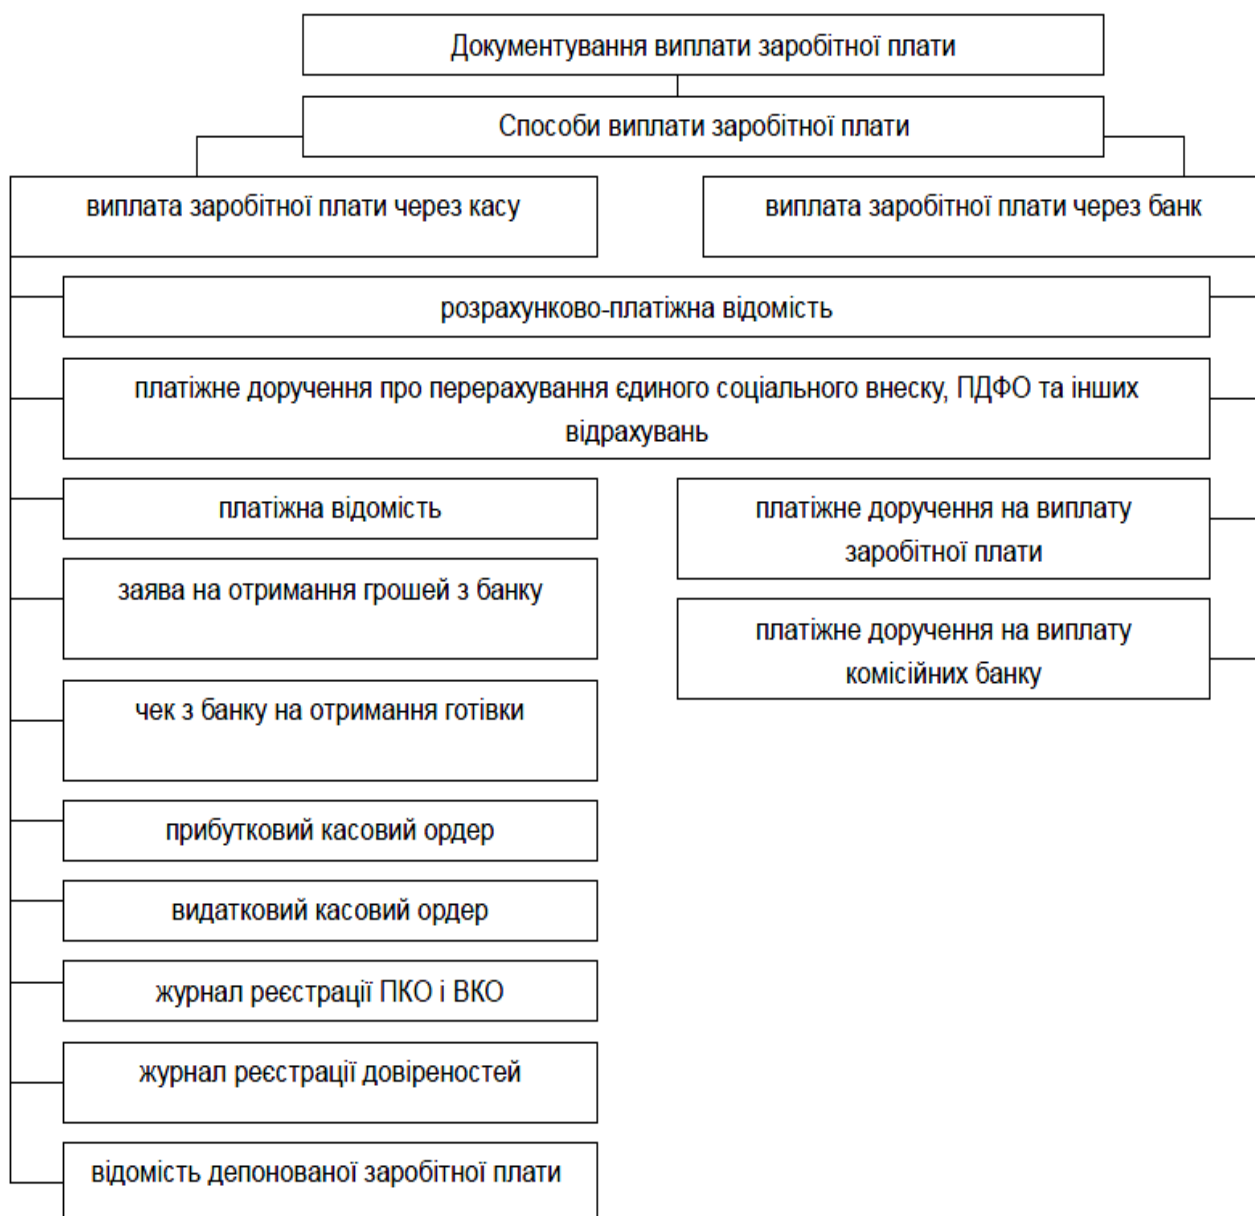 Документування виплати заробітної плати
Способи виплати заробітної плати
виплата заробітної плати через касу
виплата заробітної плати через банк
розрахунково-платіжна відомість
платіжне доручення про перерахування єдиного соціального внеску, ПДФО та інших
відрахувань
платіжна відомість
платіжне доручення на виплату
заробітної плати
заява на отримання грошей з банку
платіжне доручення на виплату
комісійних банку
чек з банку на отримання готівки
прибутковий касовий ордер
видатковий касовий ордер
журнал реєстрації ПКО і ВКО
журнал реєстрації довіреностей
відомість депонованої заробітної плати